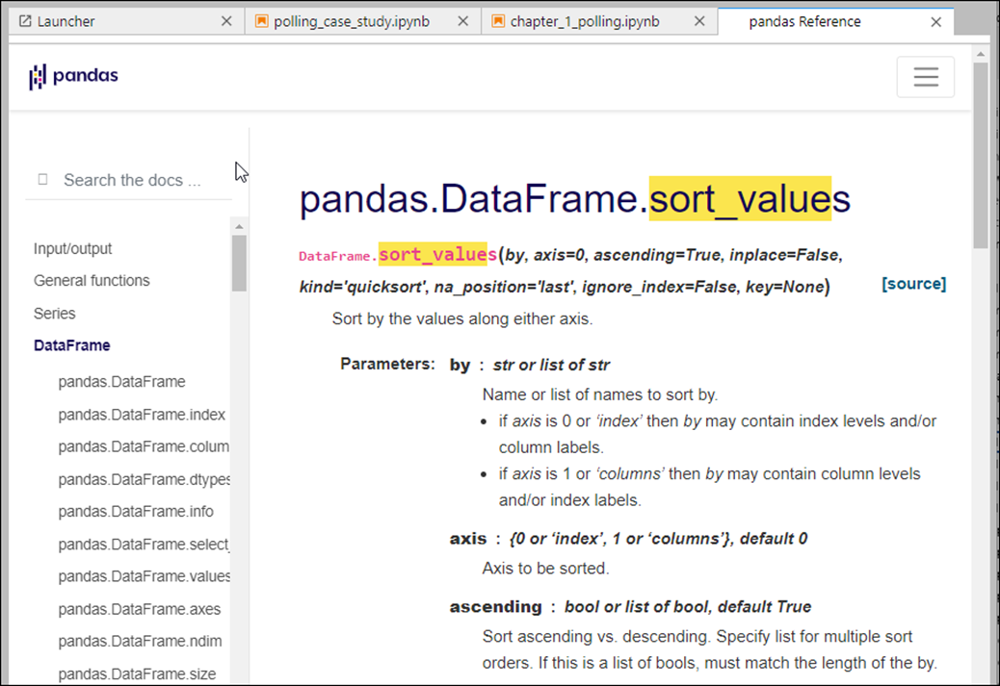 Launcher
polling_case_study.ipynb
chapter_1_polling.ipynb
pandas Reference
pandas
Search the docs ...
Input/output
General functions
Series
DataFrame
pandas.DataFrame
pandas.DataFrame.index
pandas.DataFrame.colum
pandas.DataFrame.dtypes
pandas.DataFrame.info
pandas.DataFrame.select_
pandas.DataFrame.values
pandas.DataFrame.axes
pandas.DataFrame.ndim
pandas.DataFrame.size
pandas.DataFrame.sort_values
DataFrame.sort_values(by, axis=0, ascending=True, inplace=False,
kind='quicksort', na_position='last', ignore_index=False, key=None) [source]
Sort by the values along either axis.
Parameters: by : str or list of str
Name or list of names to sort by.
• if axis is 0 or ‘index’ then by may contain index levels and/or
column labels.
• if axis is 1 or ‘columns’ then by may contain column levels
and/or index labels.
axis : {0 or ‘index’, 1 or ‘columns’}, default 0
Axis to be sorted.
ascending : bool or list of bool, default True
Sort ascending vs. descending. Specify list for multiple sort
orders. If this is a list of bools, must match the length of the by.